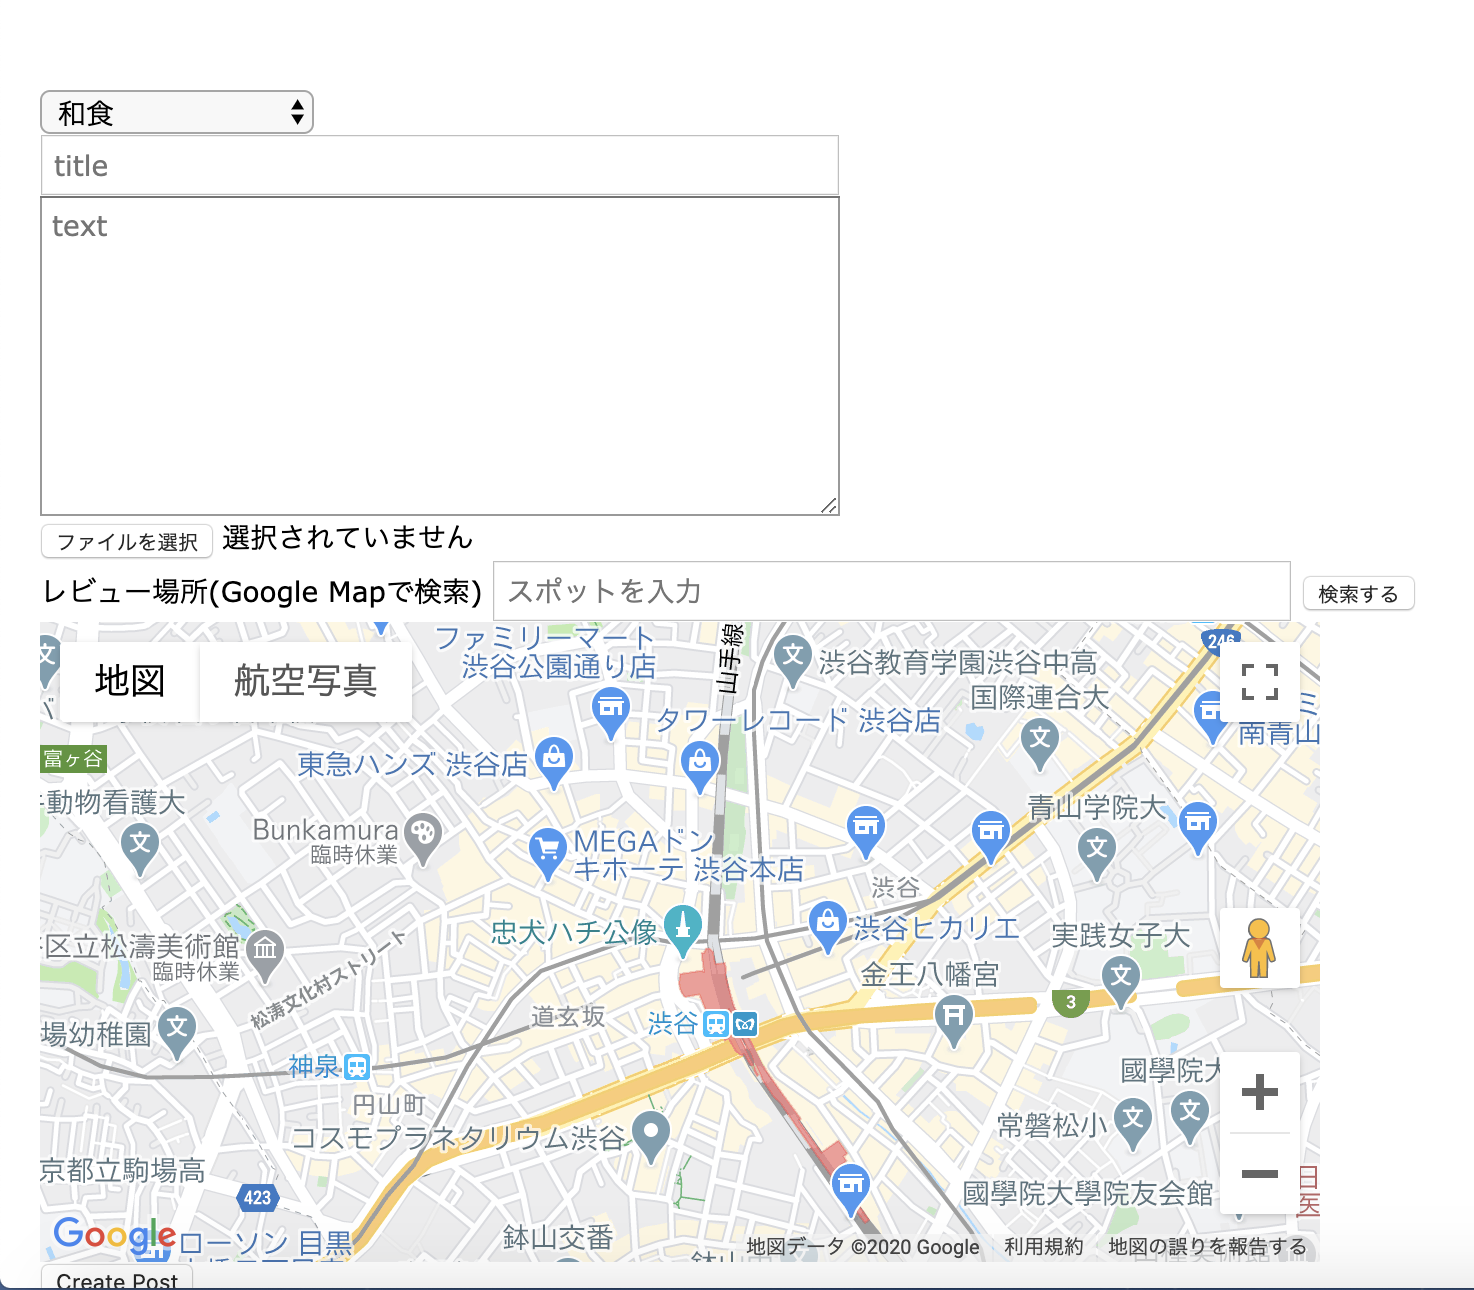 和食
title
text
ファイルを選択 選択されていません
レビュー場所(Google Mapで検索) スポットを入力 検索する
地図 航空写真
ファミリーマート
渋谷公園通り店
山手線
渋谷教育学園渋谷中高
246
国際連合大
タワーレコード 渋谷店
南青山
富ヶ谷
東急ハンズ 渋谷店
動物看護大
青山学院大
Bunkamura
臨時休業
MEGAドン
キホーテ 渋谷本店
渋谷
忠犬ハチ公像
渋谷ヒカリエ
実践女子大
区立松濤美術館
臨時休業
松涛文化村ストリート
金王八幡宮
3
道玄坂
渋谷
場幼稚園
神泉
國學院大
円山町
常磐松小
コスモプラネタリウム渋谷
京都立駒場高
423
國學院大學院友会館
日
医
Google
ローソン 目黒
鉢山交番
地図データ ©2020 Google 利用規約 地図の誤りを報告する
Create Post